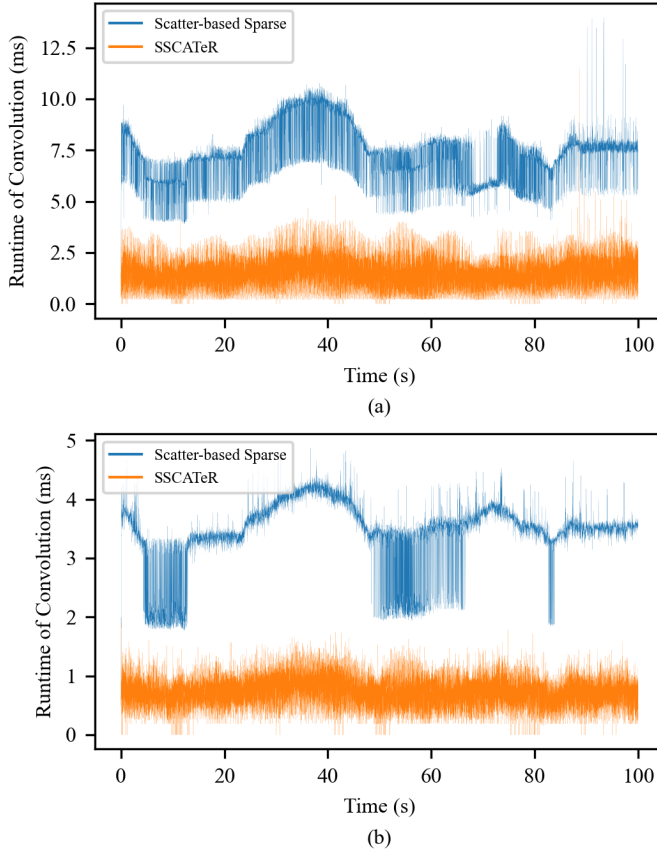 Scatter-based Sparse
SSCATeR
Runtime of Convolution (ms)
12.5
10.0
7.5
5.0
2.5
0.0
0 20 40 60 80 100
Time (s)
(a)
Scatter-based Sparse
SSCATeR
Runtime of Convolution (ms)
5
4
3
2
1
0
0 20 40 60 80 100
Time (s)
(b)